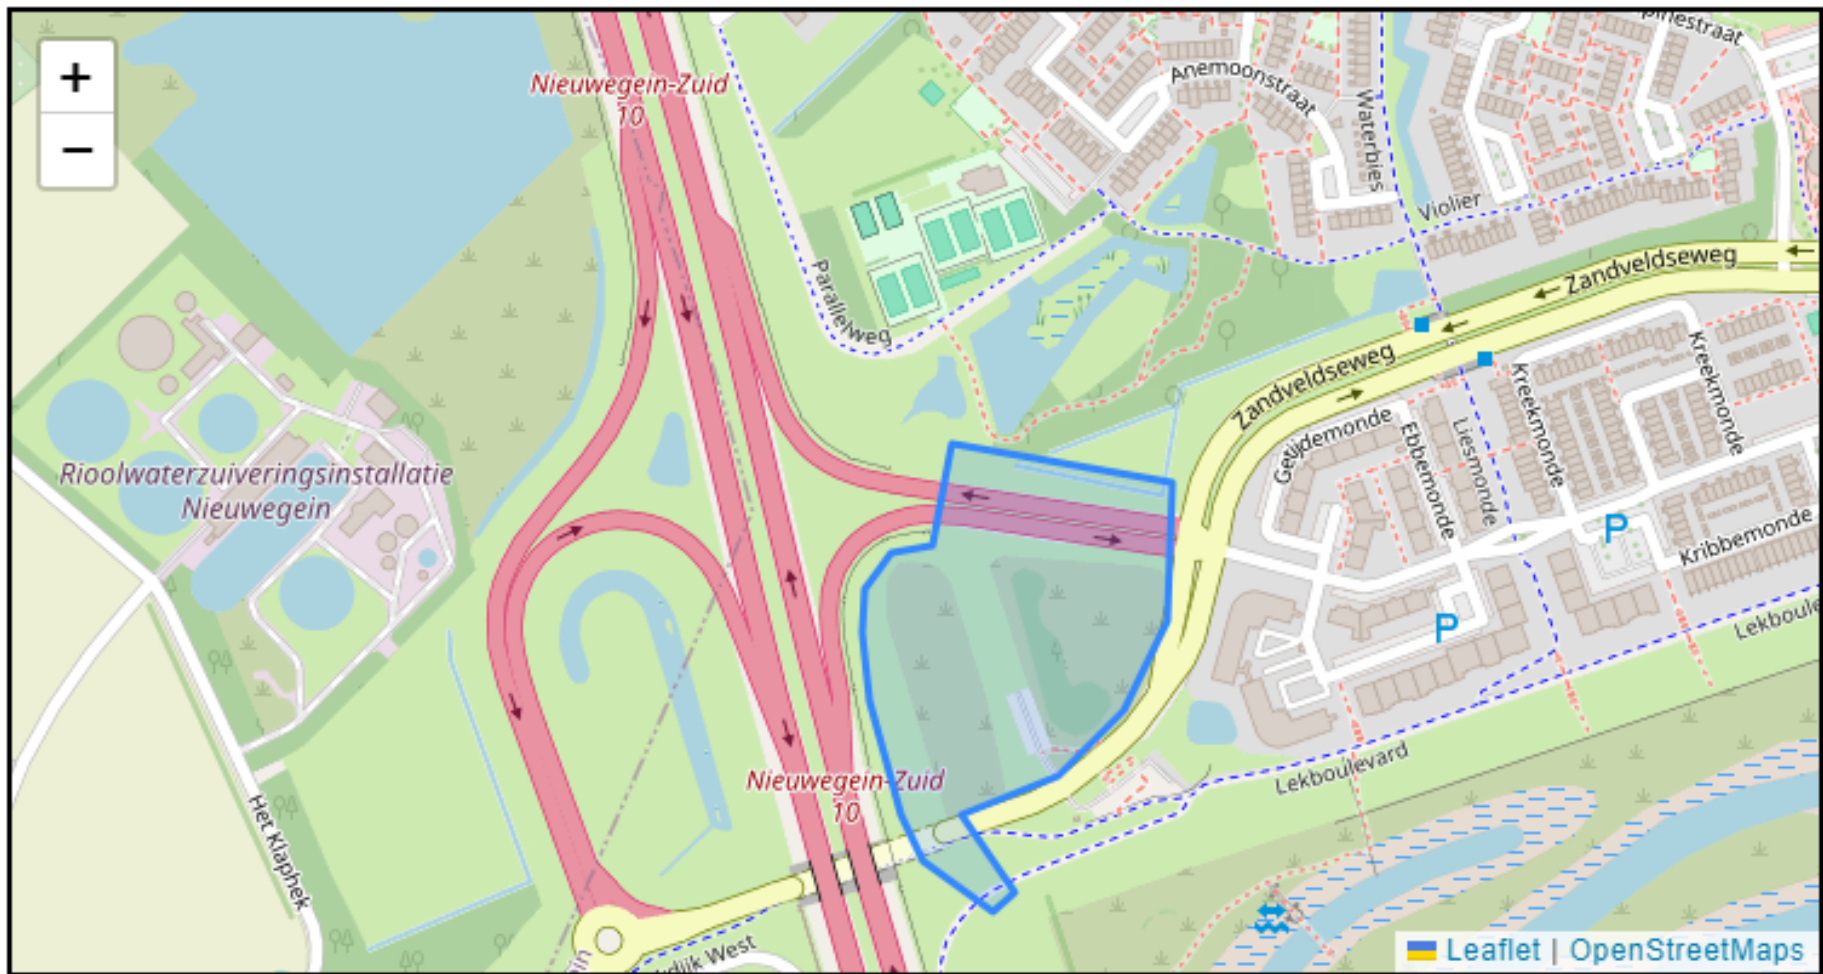 +
−
Nieuwegein-Zuid
10
Anemoonstraat
Waterbies
Violier
Zandveldseweg
Parallelweg
Zandveldseweg
Kreekmonde
Kreekmonde
Getijdemonde
Ebbemonde
Liesmonde
Rioolwaterzuiveringsinstallatie
Nieuwegein
P
Kribbemonde
P
Lekboulevard
Nieuwegein-Zuid
10
Het Klaphek
West
Leaflet | OpenStreetMaps